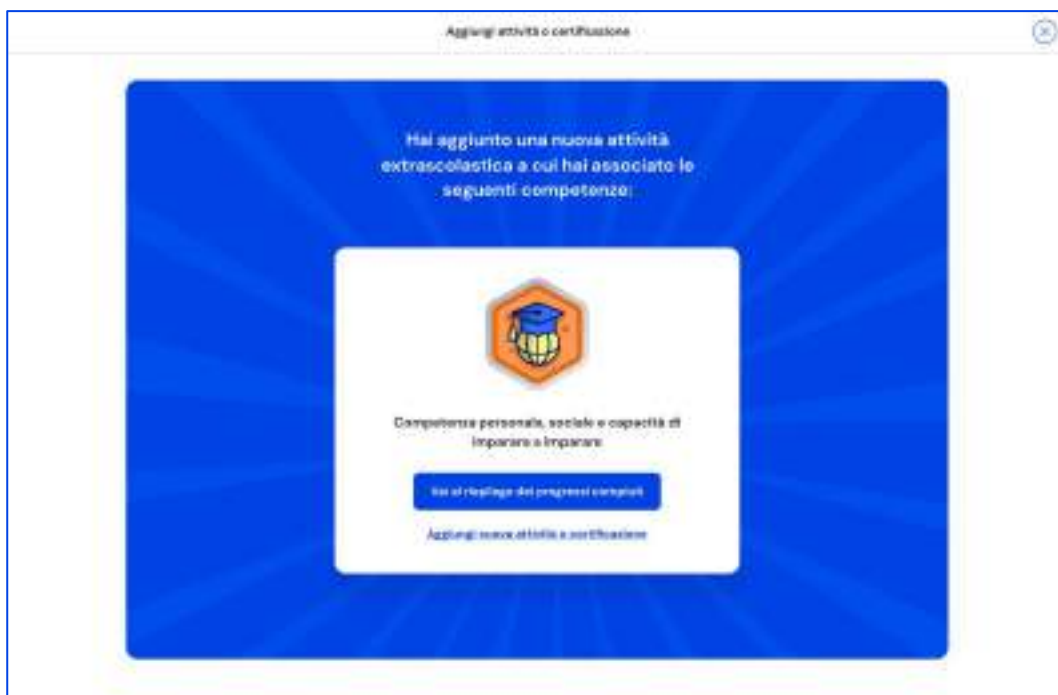 Aggiungi attività o certificazione
Hai aggiunto una nuova attività
extrascolastica a cui hai associato le
seguenti competenze:
Competenza personale, sociale e capacità di
imparare a imparare
Vai al riepilogo dei progressi compiuti
Aggiungi nuova attività o certificazione